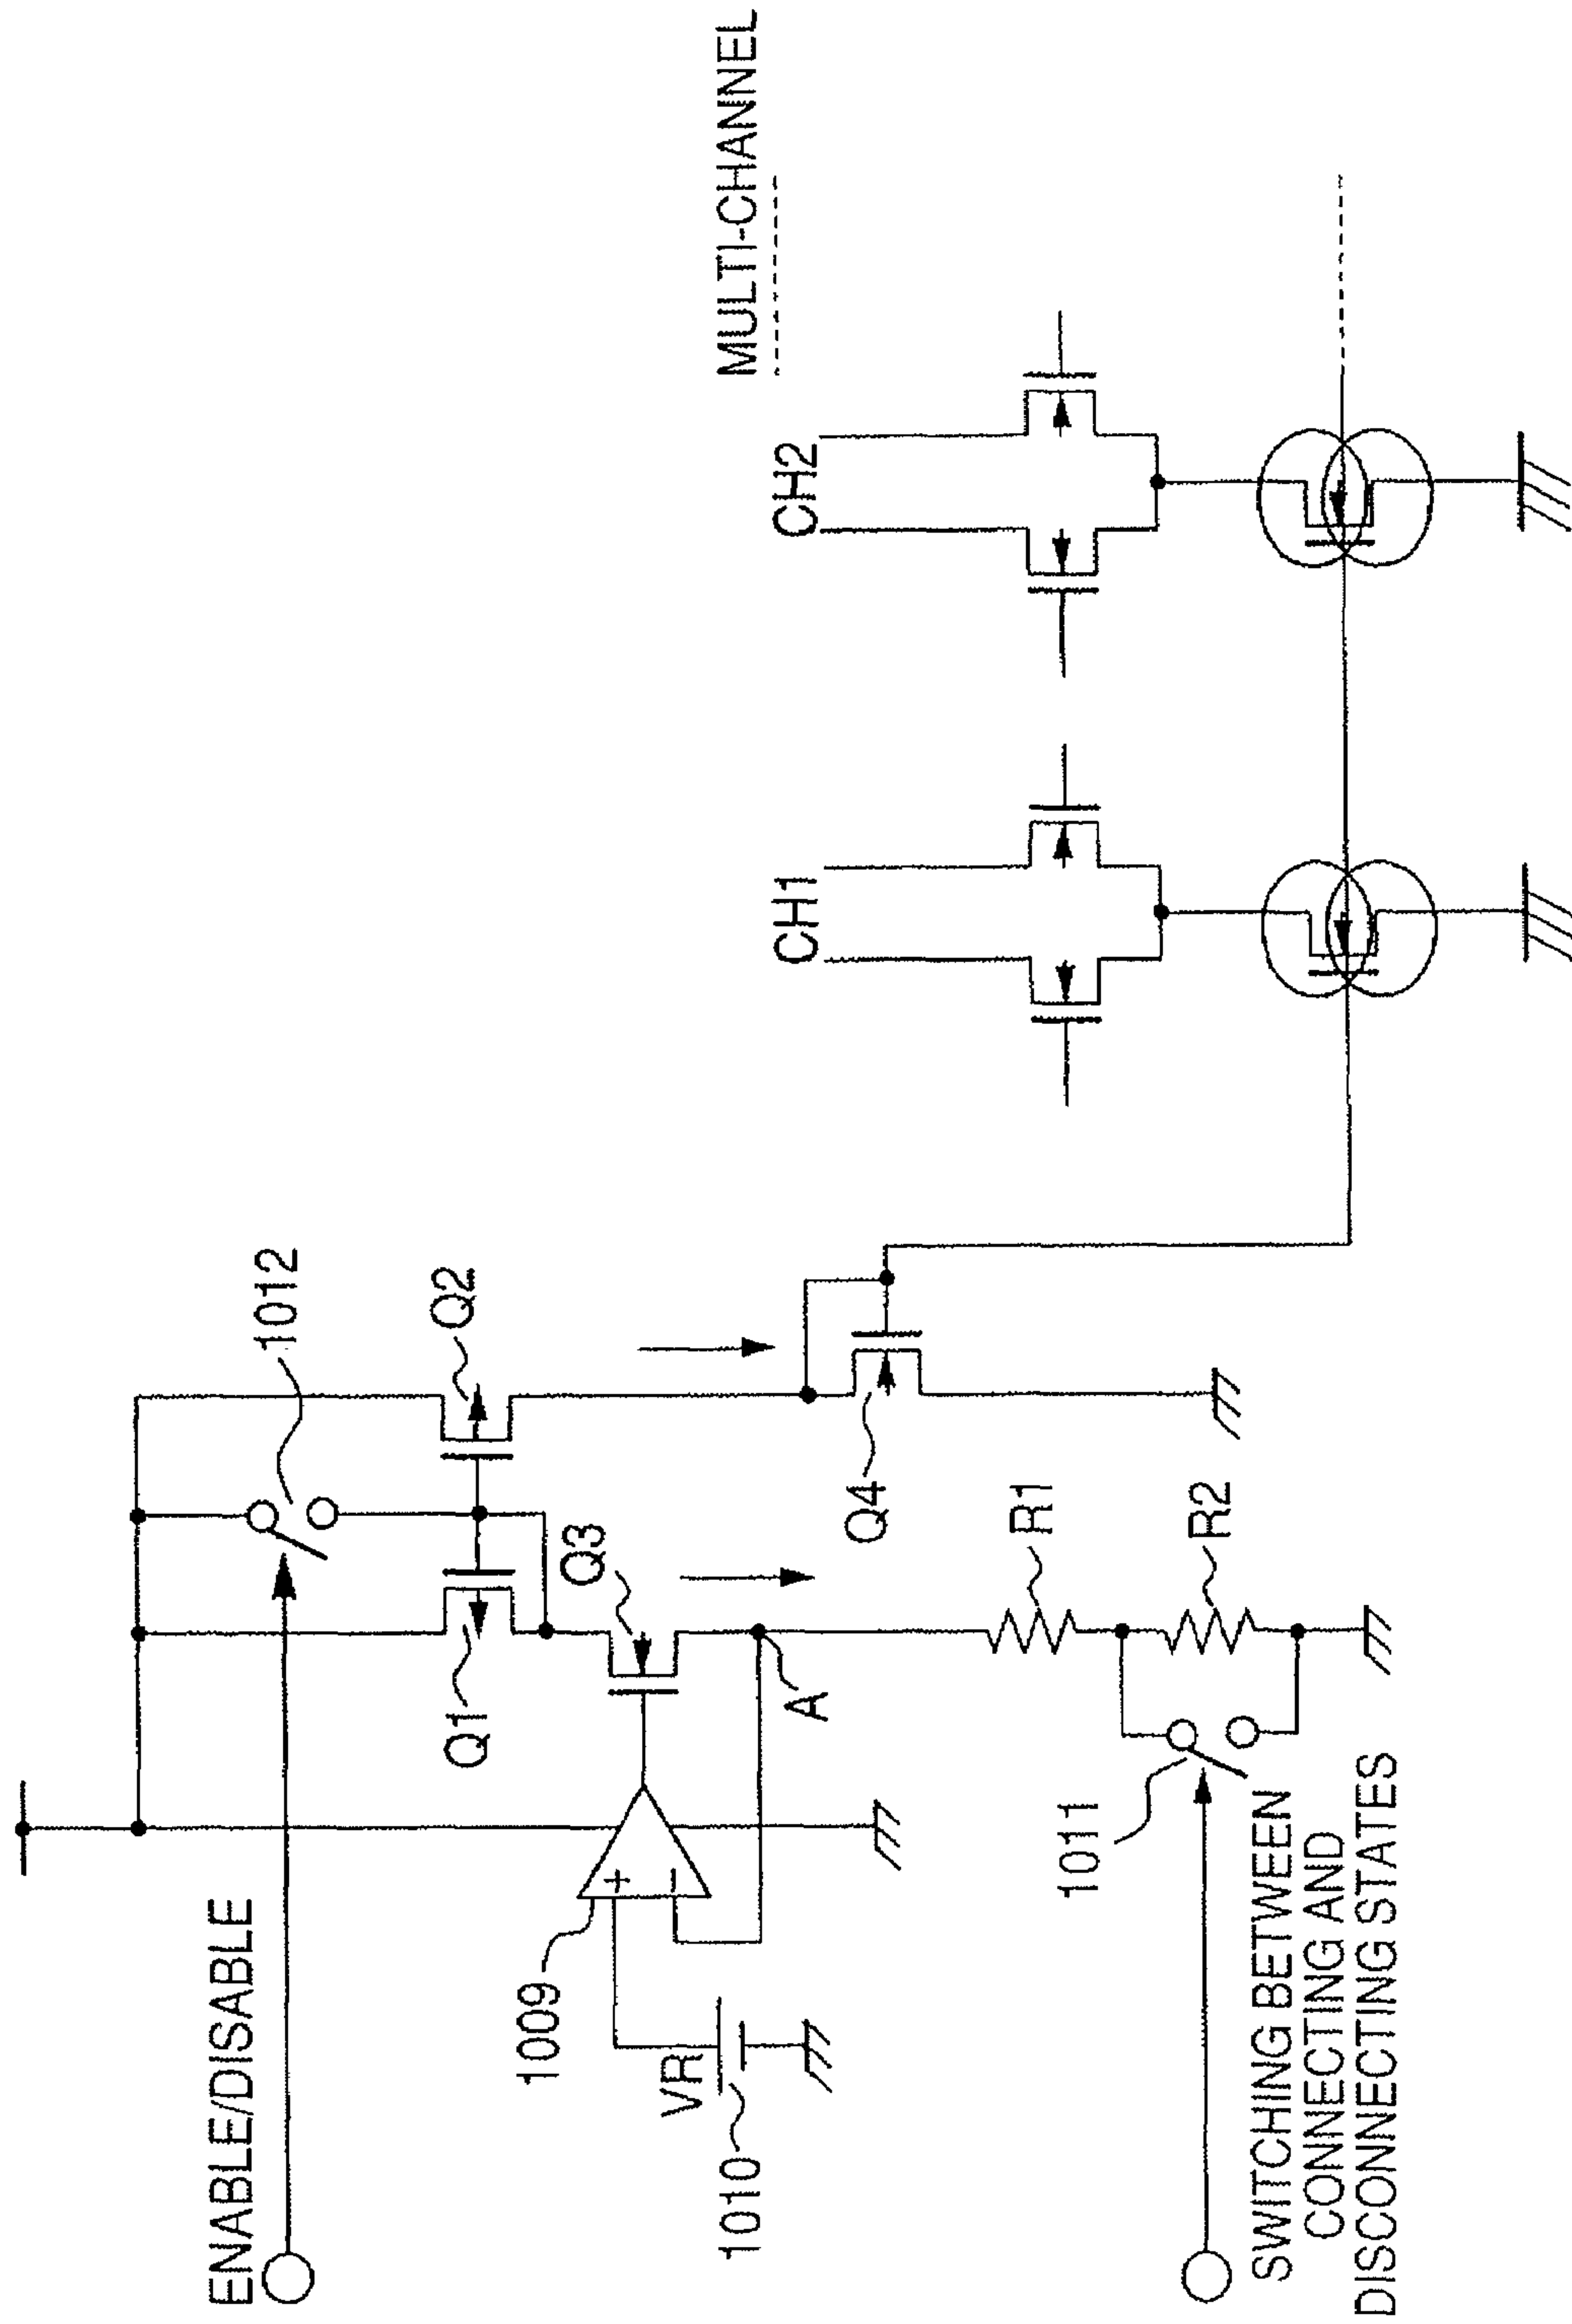 ENABLE/DISABLE
1012
Q1
Q2
Q3
1009
VR
1010
A
Q4
R1
R2
1011
SWITCHING BETWEEN
CONNECTING AND
DISCONNECTING STATES
CH1
CH2
MULTI-CHANNEL
+
−